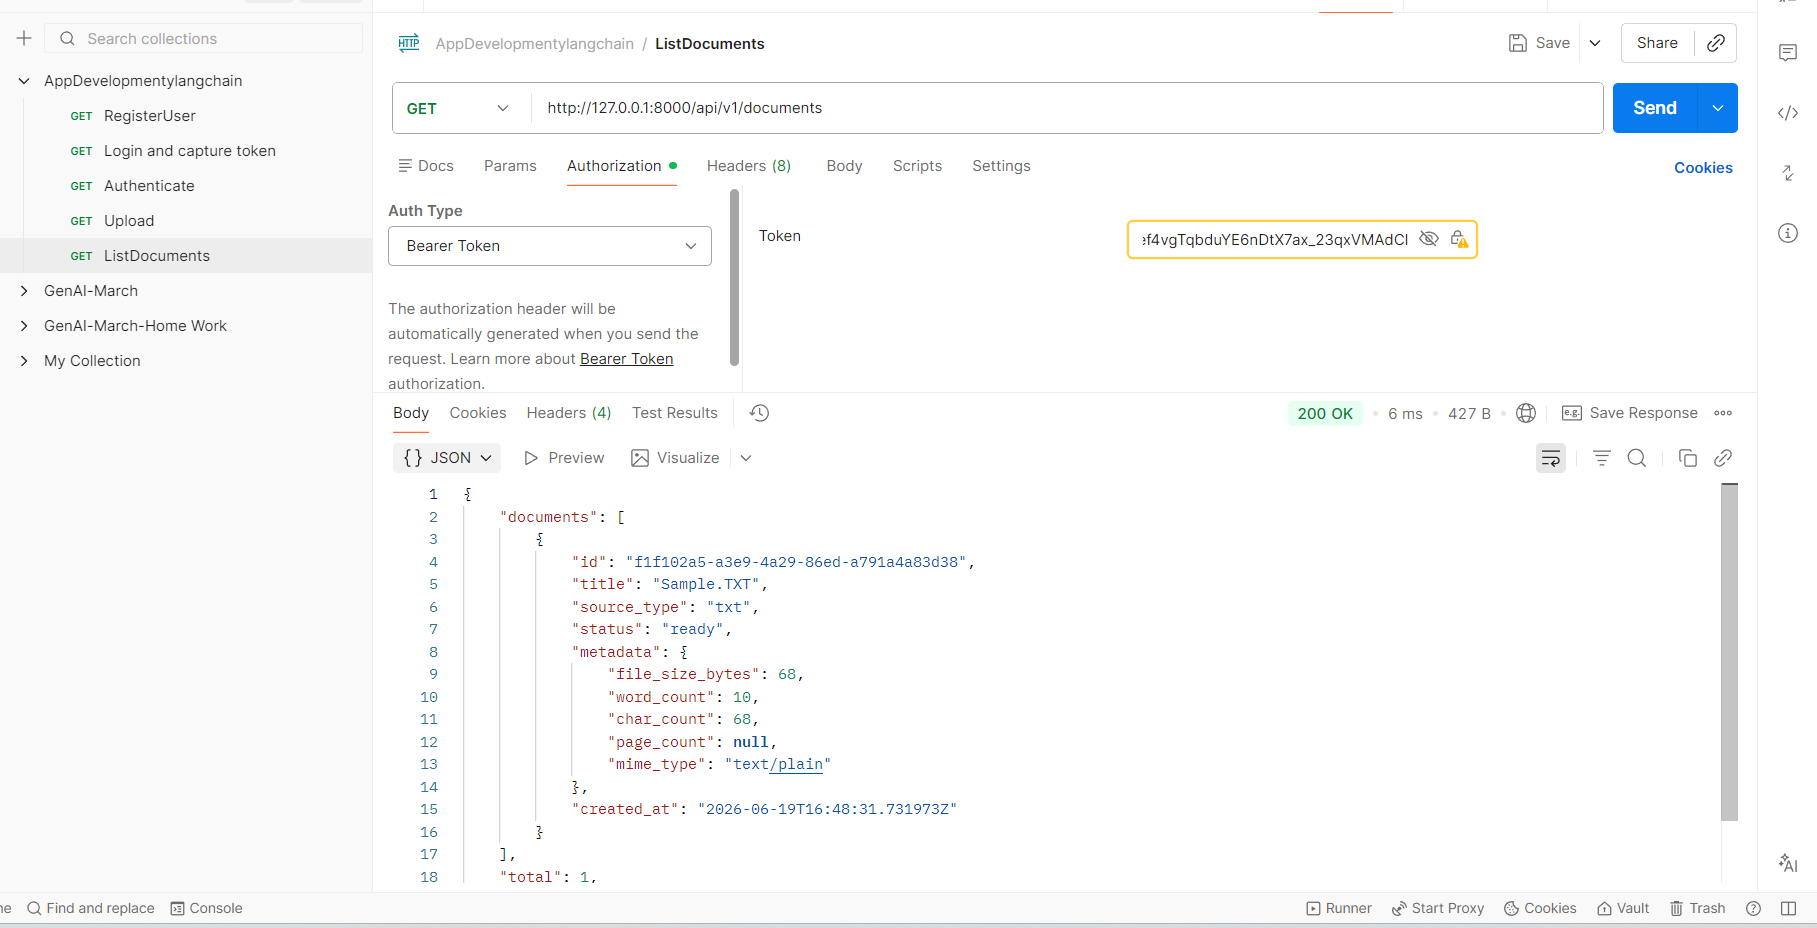 Search collections
AppDevelopmentylangchain
GET RegisterUser
GET Login and capture token
GET Authenticate
GET Upload
GET ListDocuments
GenAI-March
GenAI-March-Home Work
My Collection
HTTP AppDevelopmentylangchain / ListDocuments
Save
Share
GET http://127.0.0.1:8000/api/v1/documents
Send
Docs Params Authorization Headers (8) Body Scripts Settings
Cookies
Auth Type
Bearer Token
The authorization header will be
automatically generated when you send the
request. Learn more about Bearer Token
authorization.
Token
ef4vgTqbduYE6nDtX7ax_23qxVMAdCI
Body Cookies Headers (4) Test Results
200 OK • 6 ms • 427 B • e.g. Save Response
{} JSON Preview Visualize
1 {
2 "documents": [
3 {
4 "id": "f1f102a5-a3e9-4a29-86ed-a791a4a83d38",
5 "title": "Sample.TXT",
6 "source_type": "txt",
7 "status": "ready",
8 "metadata": {
9 "file_size_bytes": 68,
10 "word_count": 10,
11 "char_count": 68,
12 "page_count": null,
13 "mime_type": "text/plain"
14 },
15 "created_at": "2026-06-19T16:48:31.731973Z"
16 }
17 ],
18 "total": 1,
AI
ne Find and replace Console
Runner Start Proxy Cookies Vault Trash